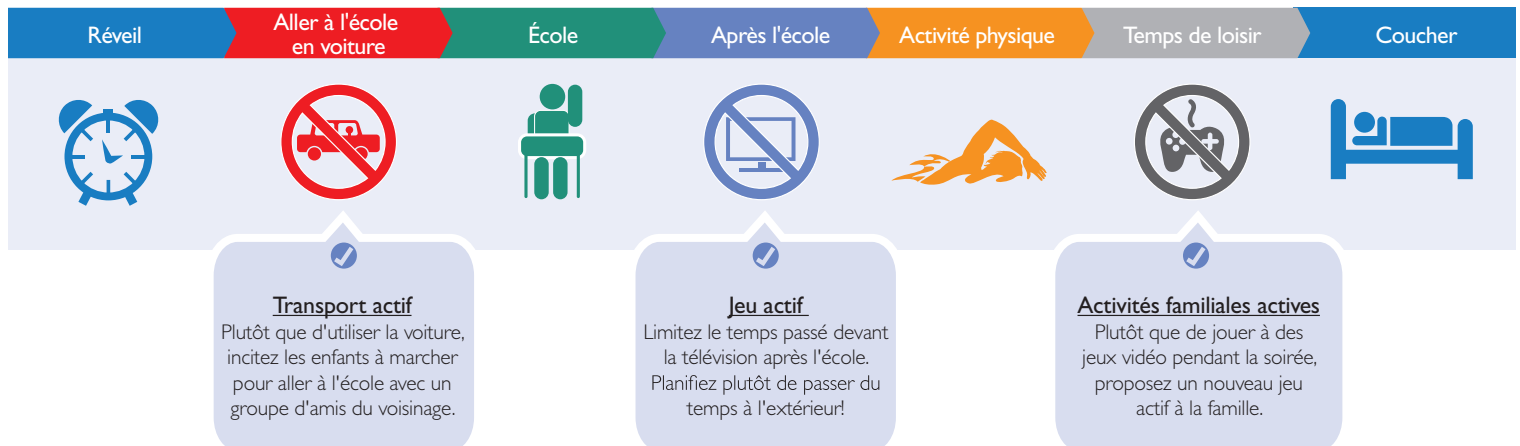 Réveil
Aller à l'école
en voiture
École
Après l'école
Activité physique
Temps de loisir
Coucher
Transport actif
Plutôt que d'utiliser la voiture,
incitez les enfants à marcher
pour aller à l'école avec un
groupe d'amis du voisinage.
Jeu actif
Limitez le temps passé devant
la télévision après l'école.
Planifiez plutôt de passer du
temps à l'extérieur!
Activités familiales actives
Plutôt que de jouer à des
jeux vidéo pendant la soirée,
proposez un nouveau jeu
actif à la famille.